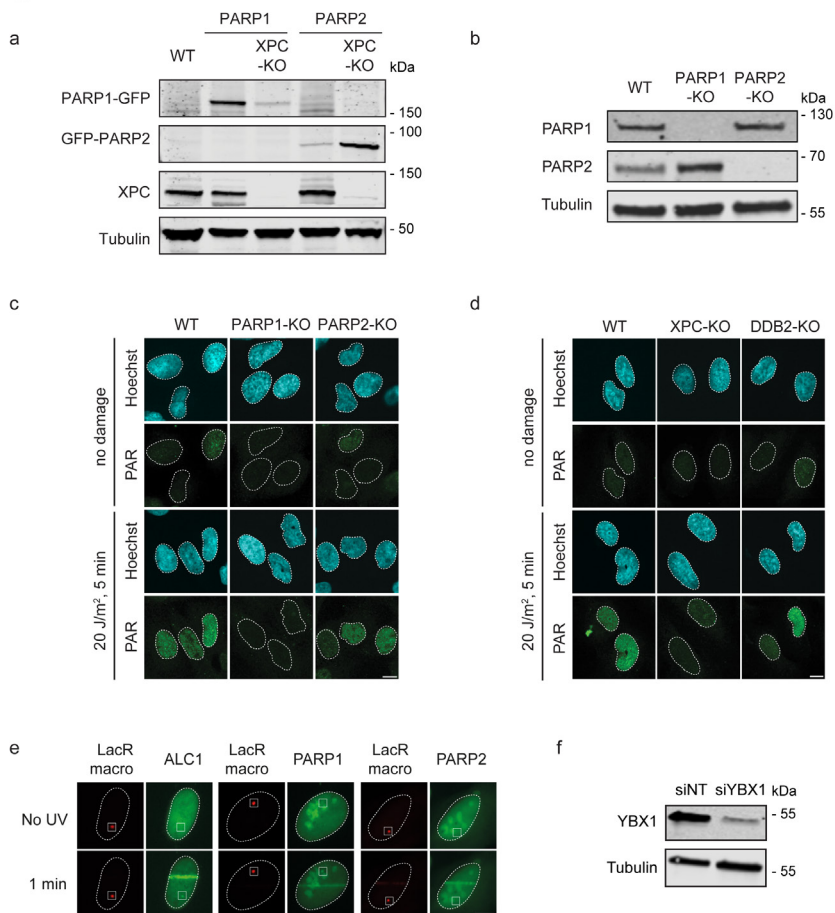 a
PARP1 PARP2
WT XPC -KO XPC -KO kDa
PARP1-GFP
- 150
GFP-PARP2
- 100
XPC
- 150
Tubulin
- 50
b
WT PARP1 -KO PARP2 -KO kDa
PARP1
- 130
PARP2
- 70
Tubulin
- 55
c
WT PARP1-KO PARP2-KO
no damage
Hoechst
PAR
20 J/m², 5 min
Hoechst
PAR
d
WT XPC-KO DDB2-KO
no damage
Hoechst
PAR
20 J/m², 5 min
Hoechst
PAR
e
LacR macro ALC1 LacR macro PARP1 LacR macro PARP2
No UV
1 min
f
siNT siYBX1 kDa
YBX1
- 55
Tubulin
- 55